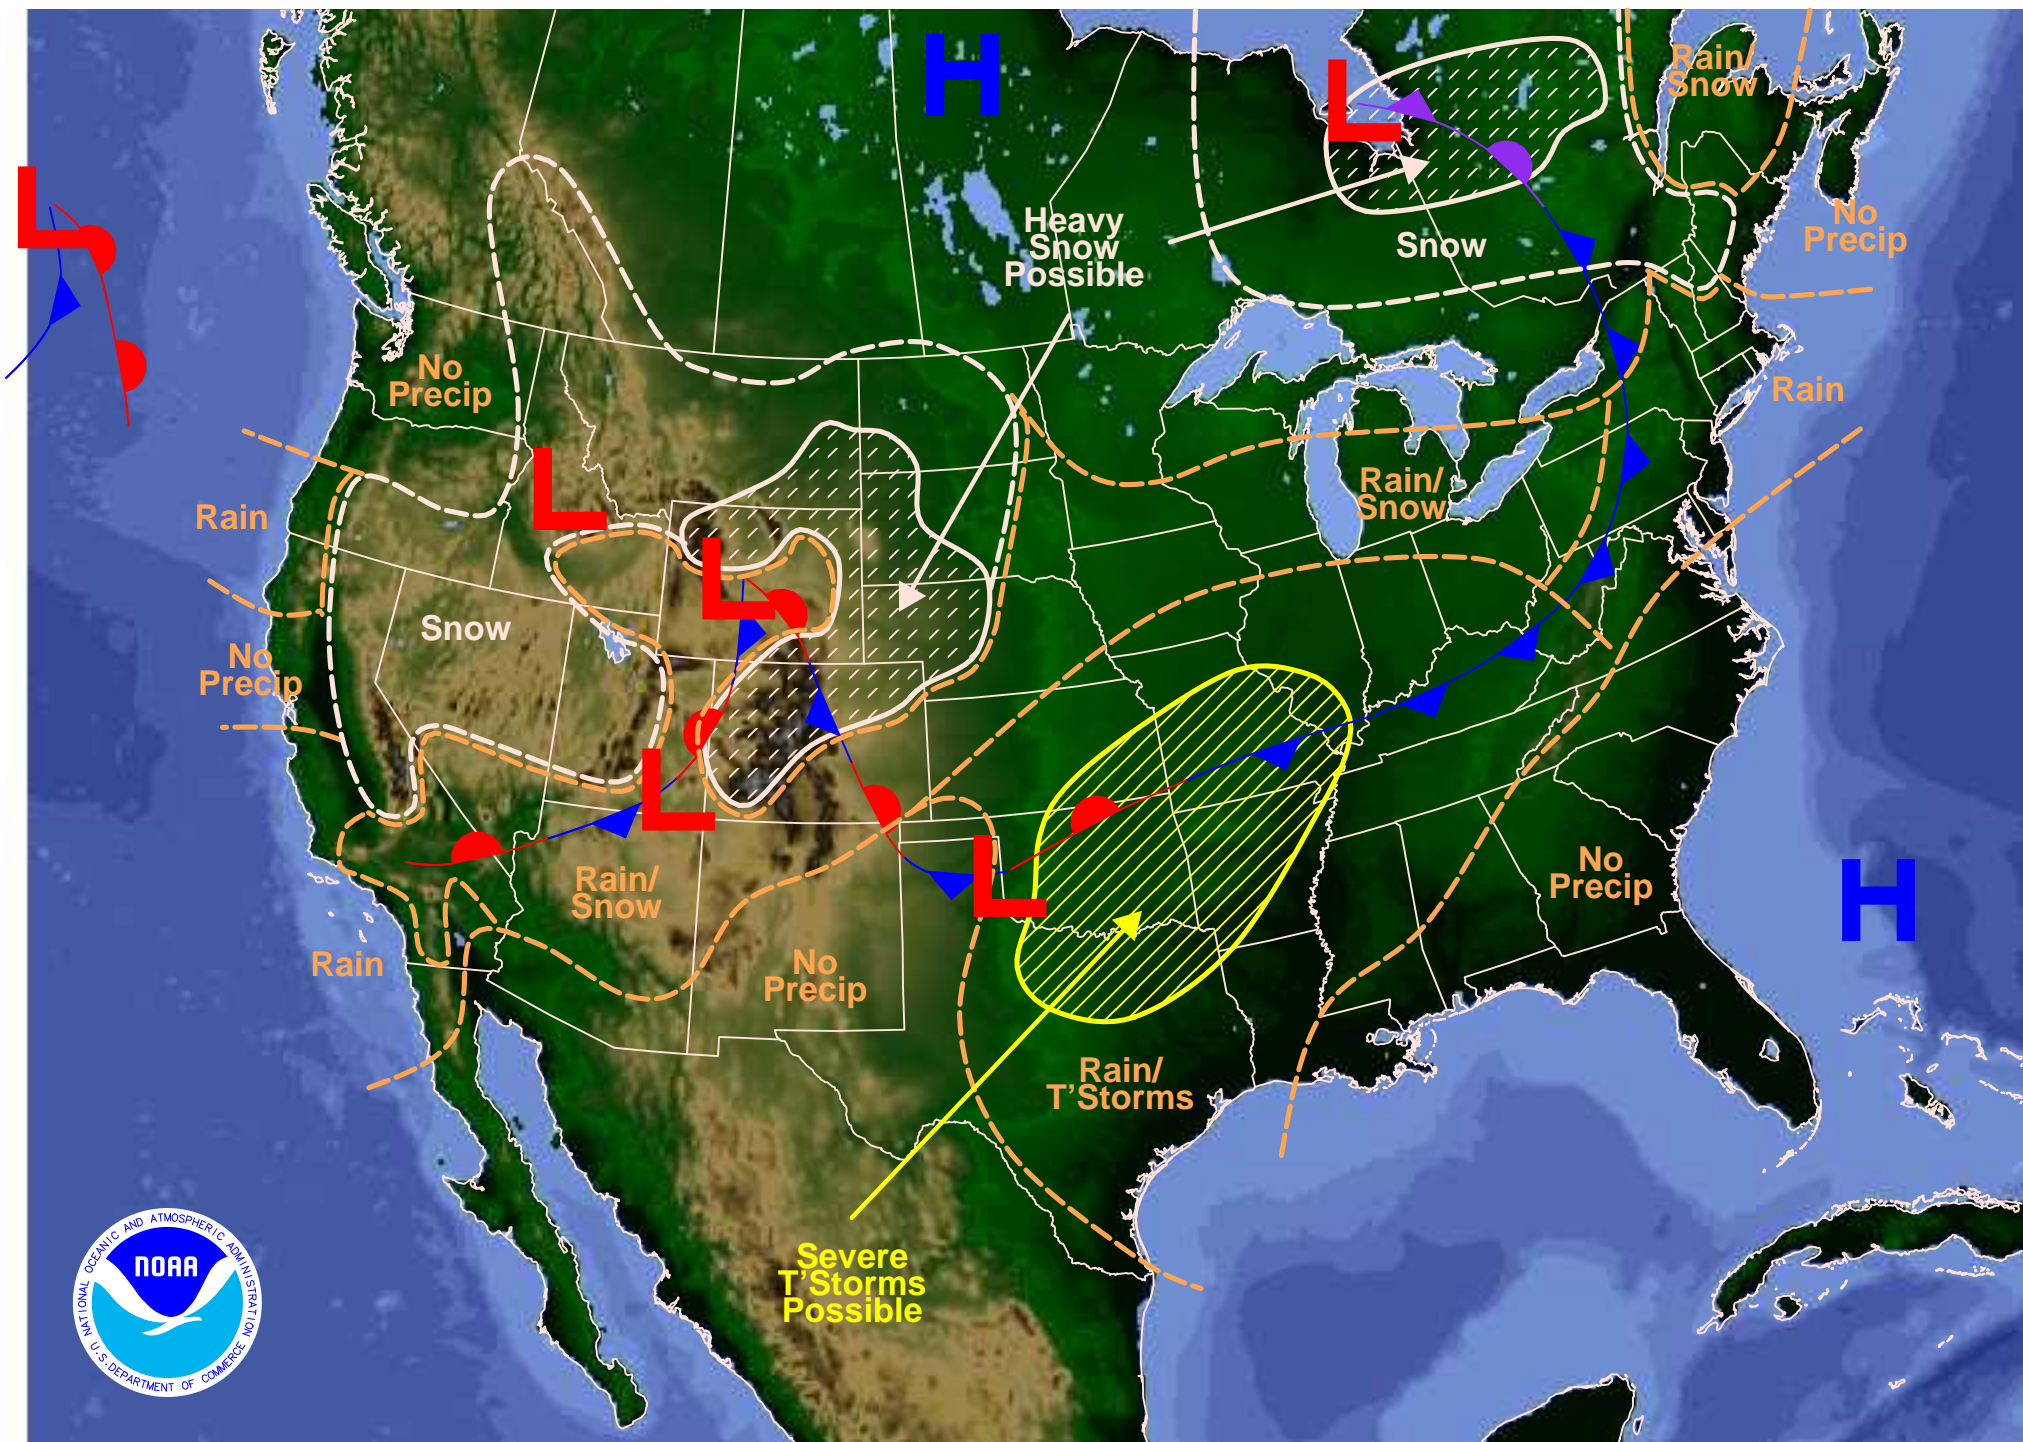 H
L
Rain/
Snow
L
Heavy
Snow
Possible
Snow
No
Precip
No
Precip
Rain
L
Rain
Rain/
Snow
L
Snow
No
Precip
L
L
Rain/
Snow
No
Precip
H
Rain
No
Precip
Rain/
T'Storms
Severe
T'Storms
Possible
NATIONAL OCEANIC AND ATMOSPHERIC ADMINISTRATION
NOAA
U.S. DEPARTMENT OF COMMERCE